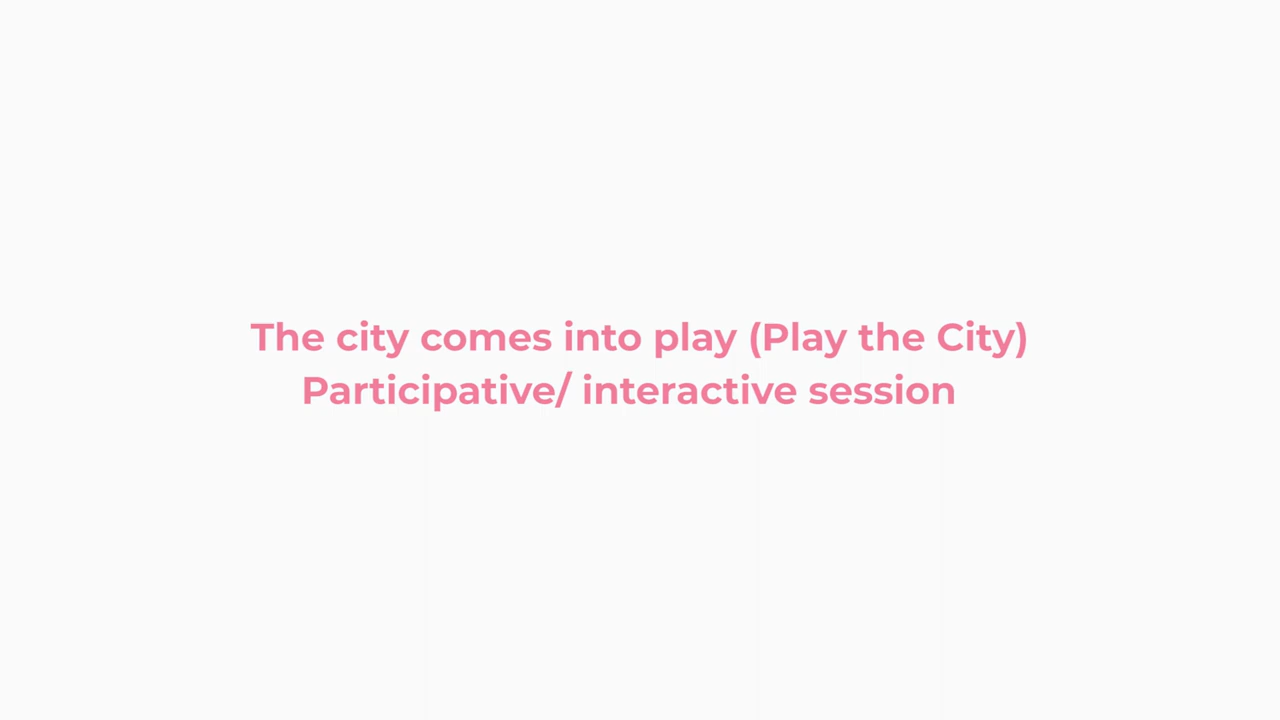 The city comes into play (Play the City)
Participative/ interactive session